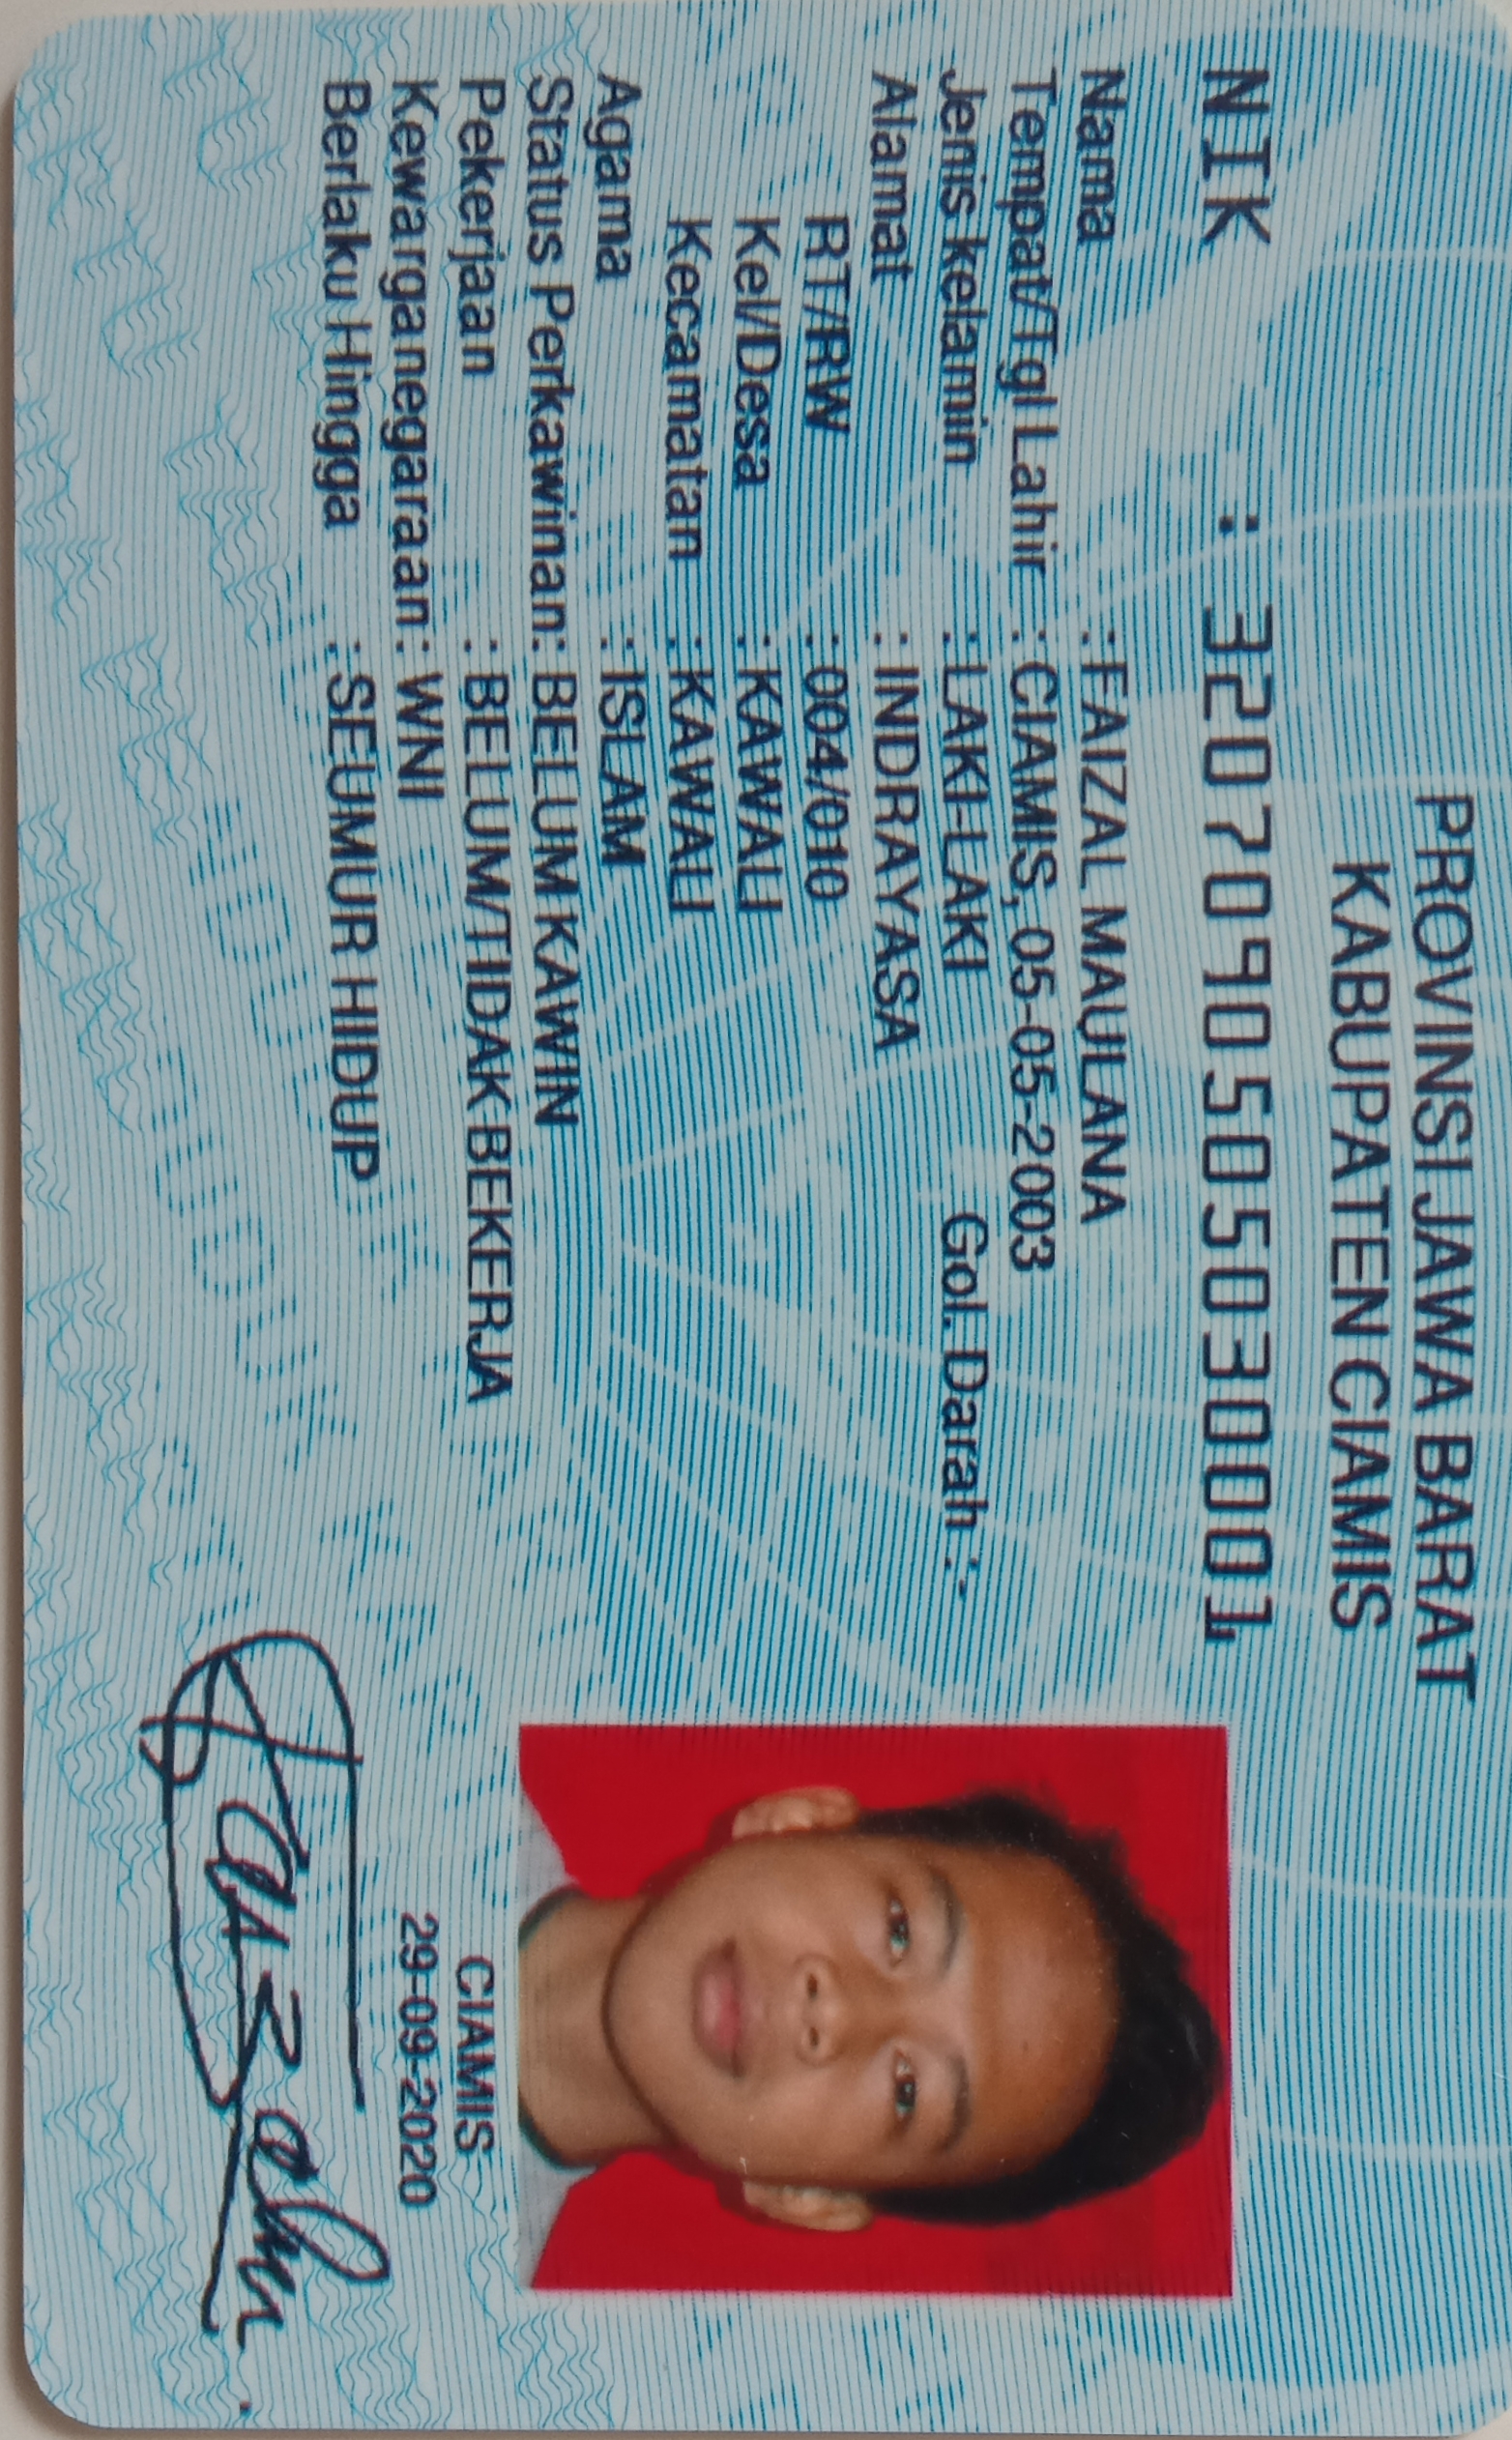 PROVINSI JAWA BARAT
KABUPATEN CIAMIS
NIK : 3207090505030001
Nama : FAIZAL MAULANA
Tempat/Tgl Lahir : CIAMIS, 05-05-2003
Jenis kelamin : LAKI-LAKI Gol. Darah :-
Alamat : INDRAYASA
RT/RW : 004/010
Kel/Desa : KAWALI
Kecamatan : KAWALI
Agama : ISLAM
Status Perkawinan: BELUM KAWIN
Pekerjaan : BELUM/TIDAK BEKERJA
Kewarganegaraan: WNI
Berlaku Hingga : SEUMUR HIDUP
CIAMIS
29-09-2020